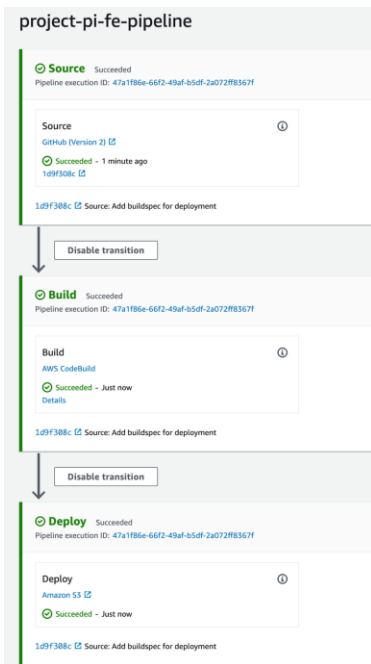 project-pi-fe-pipeline
Source Succeeded
Pipeline execution ID: 47a1f86e-66f2-49af-b5df-2a072ff8367f
Source
GitHub (Version 2)
Succeeded - 1 minute ago
1d9f308c
1d9f308c Source: Add buildspec for deployment
Disable transition
Build Succeeded
Pipeline execution ID: 47a1f86e-66f2-49af-b5df-2a072ff8367f
Build
AWS CodeBuild
Succeeded - Just now
Details
1d9f308c Source: Add buildspec for deployment
Disable transition
Deploy Succeeded
Pipeline execution ID: 47a1f86e-66f2-49af-b5df-2a072ff8367f
Deploy
Amazon S3
Succeeded - Just now
1d9f308c Source: Add buildspec for deployment